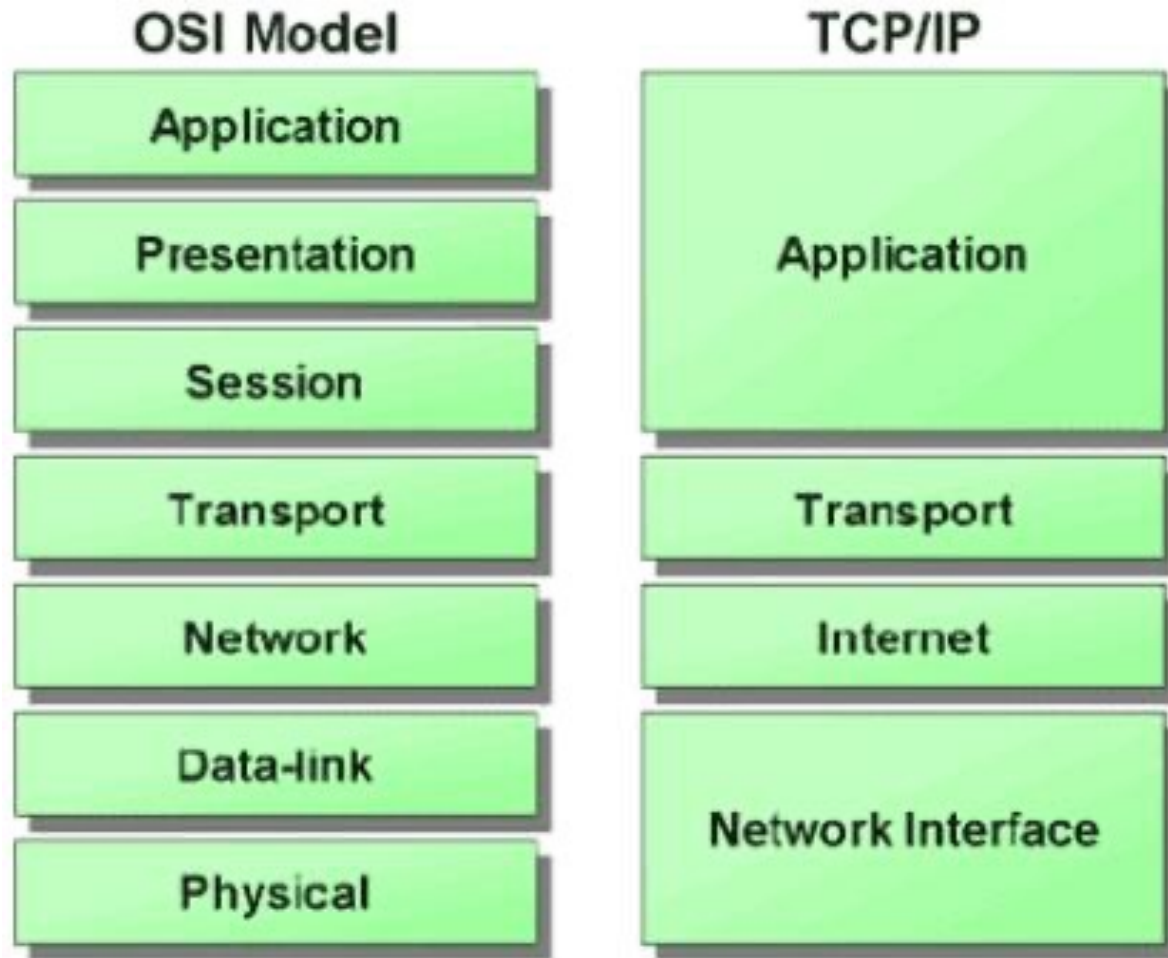 OSI Model
Application
Presentation
Session
Transport
Network
Data-link
Physical
TCP/IP
Application
Transport
Internet
Network Interface